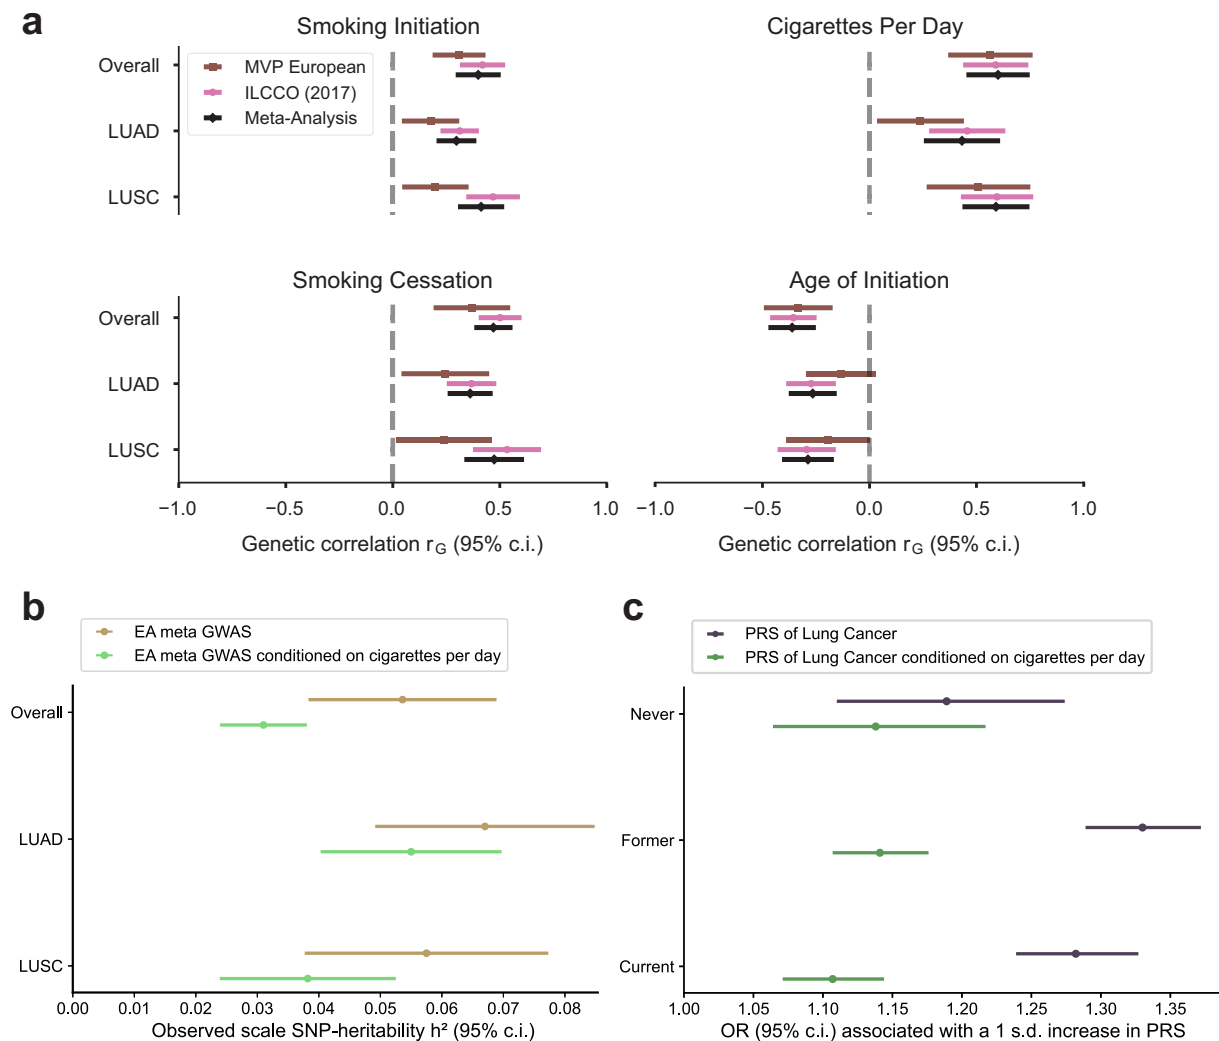 a
Smoking Initiation
Cigarettes Per Day
Overall
LUAD
LUSC
MVP European
ILCCO (2017)
Meta-Analysis
Smoking Cessation
Age of Initiation
Overall
LUAD
LUSC
−1.0 −0.5 0.0 0.5 1.0
−1.0 −0.5 0.0 0.5 1.0
Genetic correlation rG (95% c.i.)
Genetic correlation rG (95% c.i.)
b
EA meta GWAS
EA meta GWAS conditioned on cigarettes per day
Overall
LUAD
LUSC
0.00 0.01 0.02 0.03 0.04 0.05 0.06 0.07 0.08
Observed scale SNP-heritability h² (95% c.i.)
c
PRS of Lung Cancer
PRS of Lung Cancer conditioned on cigarettes per day
Never
Former
Current
1.00 1.05 1.10 1.15 1.20 1.25 1.30 1.35
OR (95% c.i.) associated with a 1 s.d. increase in PRS